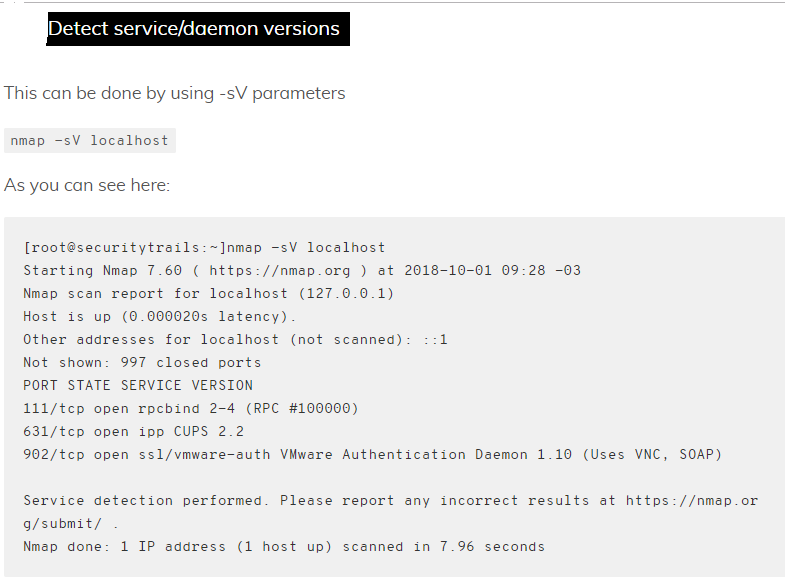 Detect service/daemon versions
This can be done by using -sV parameters
nmap -sV localhost
As you can see here:
[root@securitytrails:~]nmap -sV localhost
Starting Nmap 7.60 ( https://nmap.org ) at 2018-10-01 09:28 -03
Nmap scan report for localhost (127.0.0.1)
Host is up (0.000020s latency).
Other addresses for localhost (not scanned): ::1
Not shown: 997 closed ports
PORT STATE SERVICE VERSION
111/tcp open rpcbind 2-4 (RPC #100000)
631/tcp open ipp CUPS 2.2
902/tcp open ssl/vmware-auth VMware Authentication Daemon 1.10 (Uses VNC, SOAP)
Service detection performed. Please report any incorrect results at https://nmap.or
g/submit/ .
Nmap done: 1 IP address (1 host up) scanned in 7.96 seconds